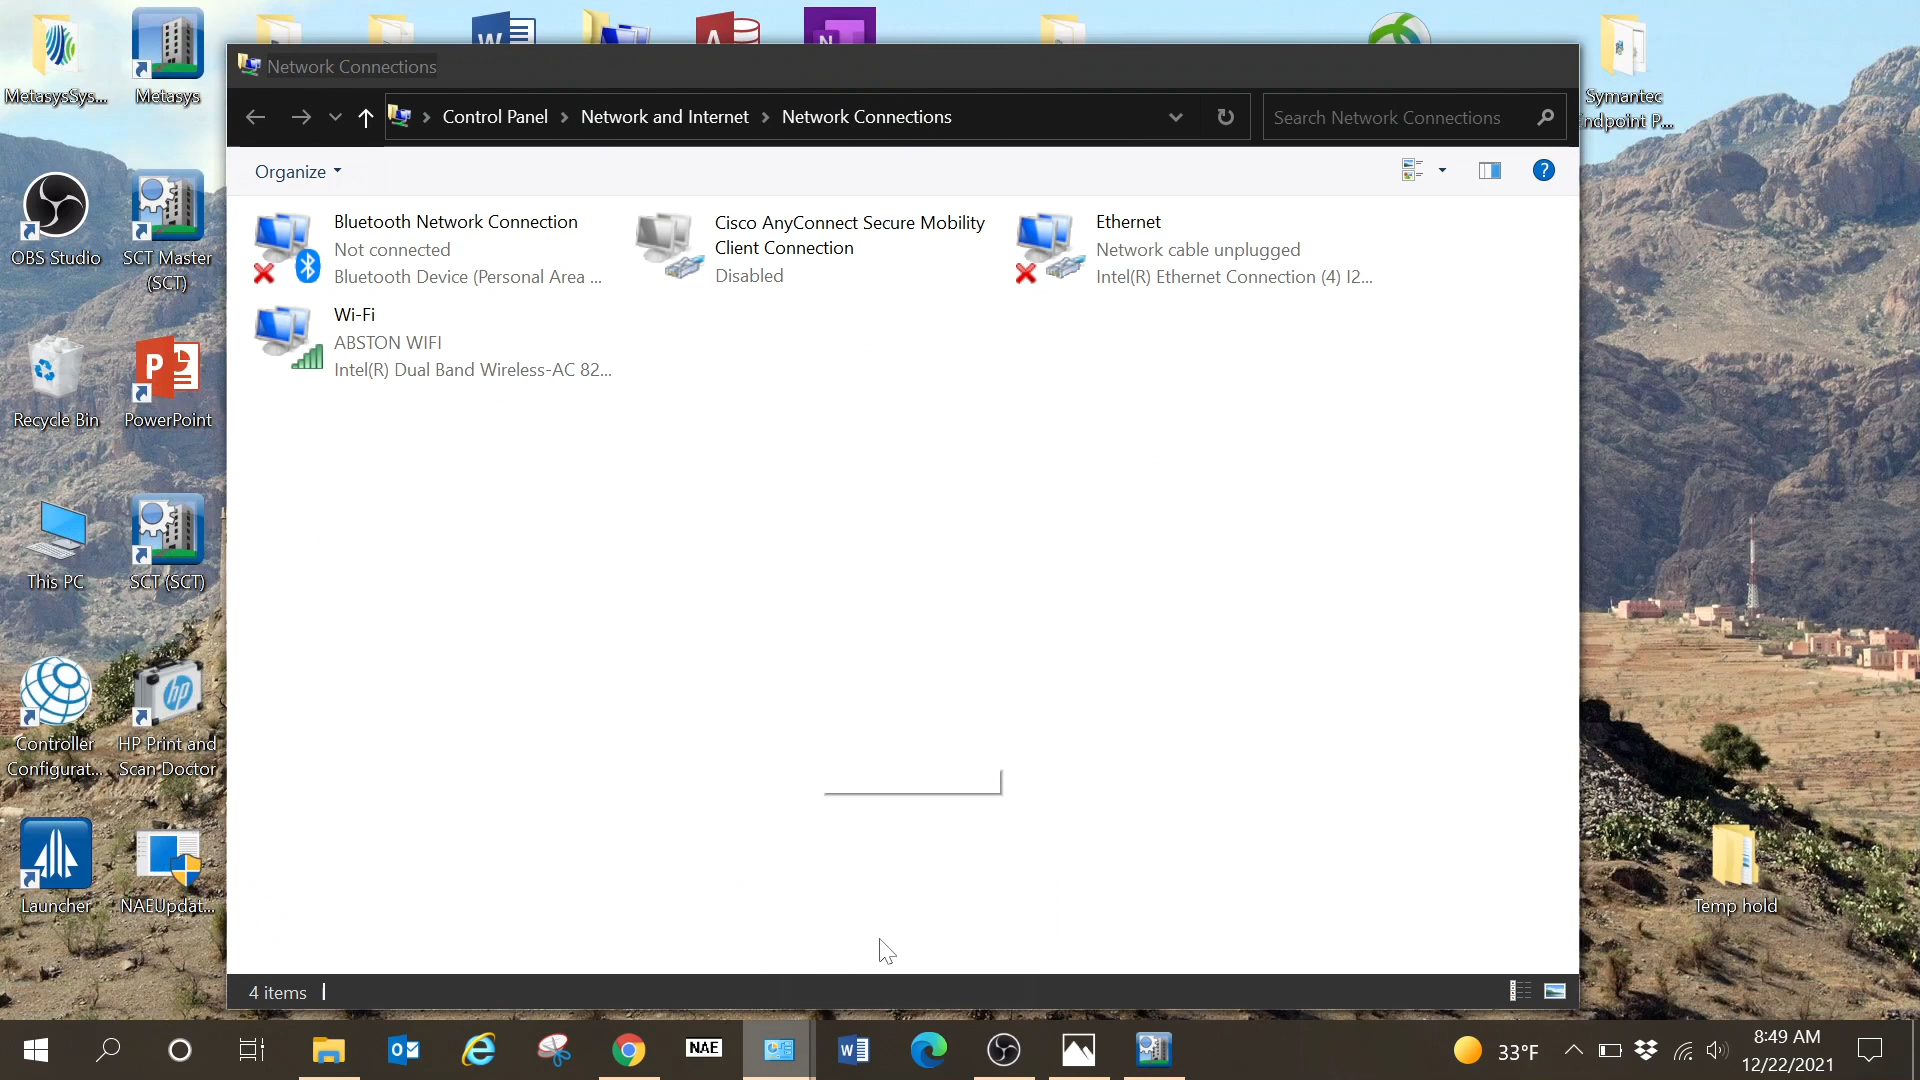 Network Connections
Control Panel
Network and Internet
Network Connections
Search Network Connections
Organize
Bluetooth Network Connection
Not connected
Bluetooth Device (Personal Area ...
Cisco AnyConnect Secure Mobility
Client Connection
Disabled
Ethernet
Network cable unplugged
Intel(R) Ethernet Connection (4) I2...
Wi-Fi
ABSTON WIFI
Intel(R) Dual Band Wireless-AC 82...
4 items
MetasysSys...
Metasys
OBS Studio
SCT Master
(SCT)
Recycle Bin
PowerPoint
This PC
SCT (SCT)
Controller
Configurat...
HP Print and
Scan Doctor
Launcher
NAEUpdat...
Symantec
Endpoint P...
Temp hold
NAE
33°F
8:49 AM
12/22/2021